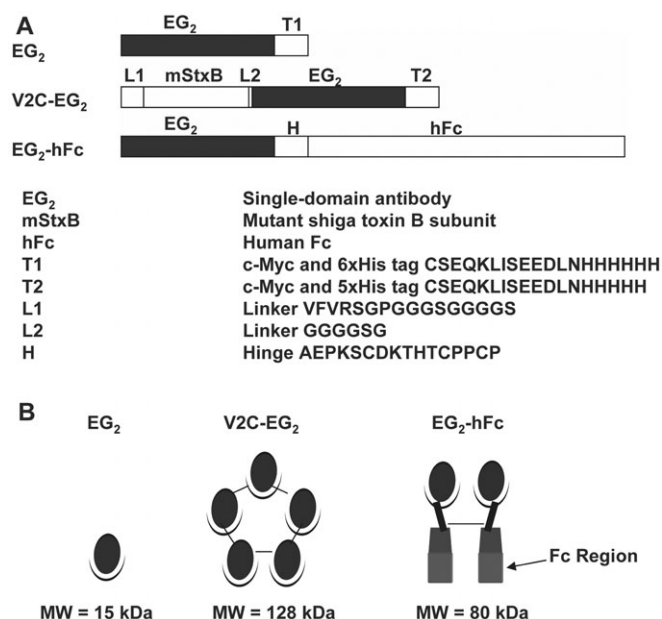 A
EG₂ T1
EG₂
L1 mStxB L2 EG₂ T2
V2C-EG₂
EG₂ H hFc
EG₂-hFc
EG₂ Single-domain antibody
mStxB Mutant shiga toxin B subunit
hFc Human Fc
T1 c-Myc and 6xHis tag CSEQKLISEEDLNHHHHHH
T2 c-Myc and 5xHis tag CSEQKLISEEDLNHHHHH
L1 Linker VFVRSGPGGGSGGGGS
L2 Linker GGGGSG
H Hinge AEPKSCDKTHTCPPCP
B
EG₂ V2C-EG₂ EG₂-hFc
Fc Region
MW = 15 kDa MW = 128 kDa MW = 80 kDa